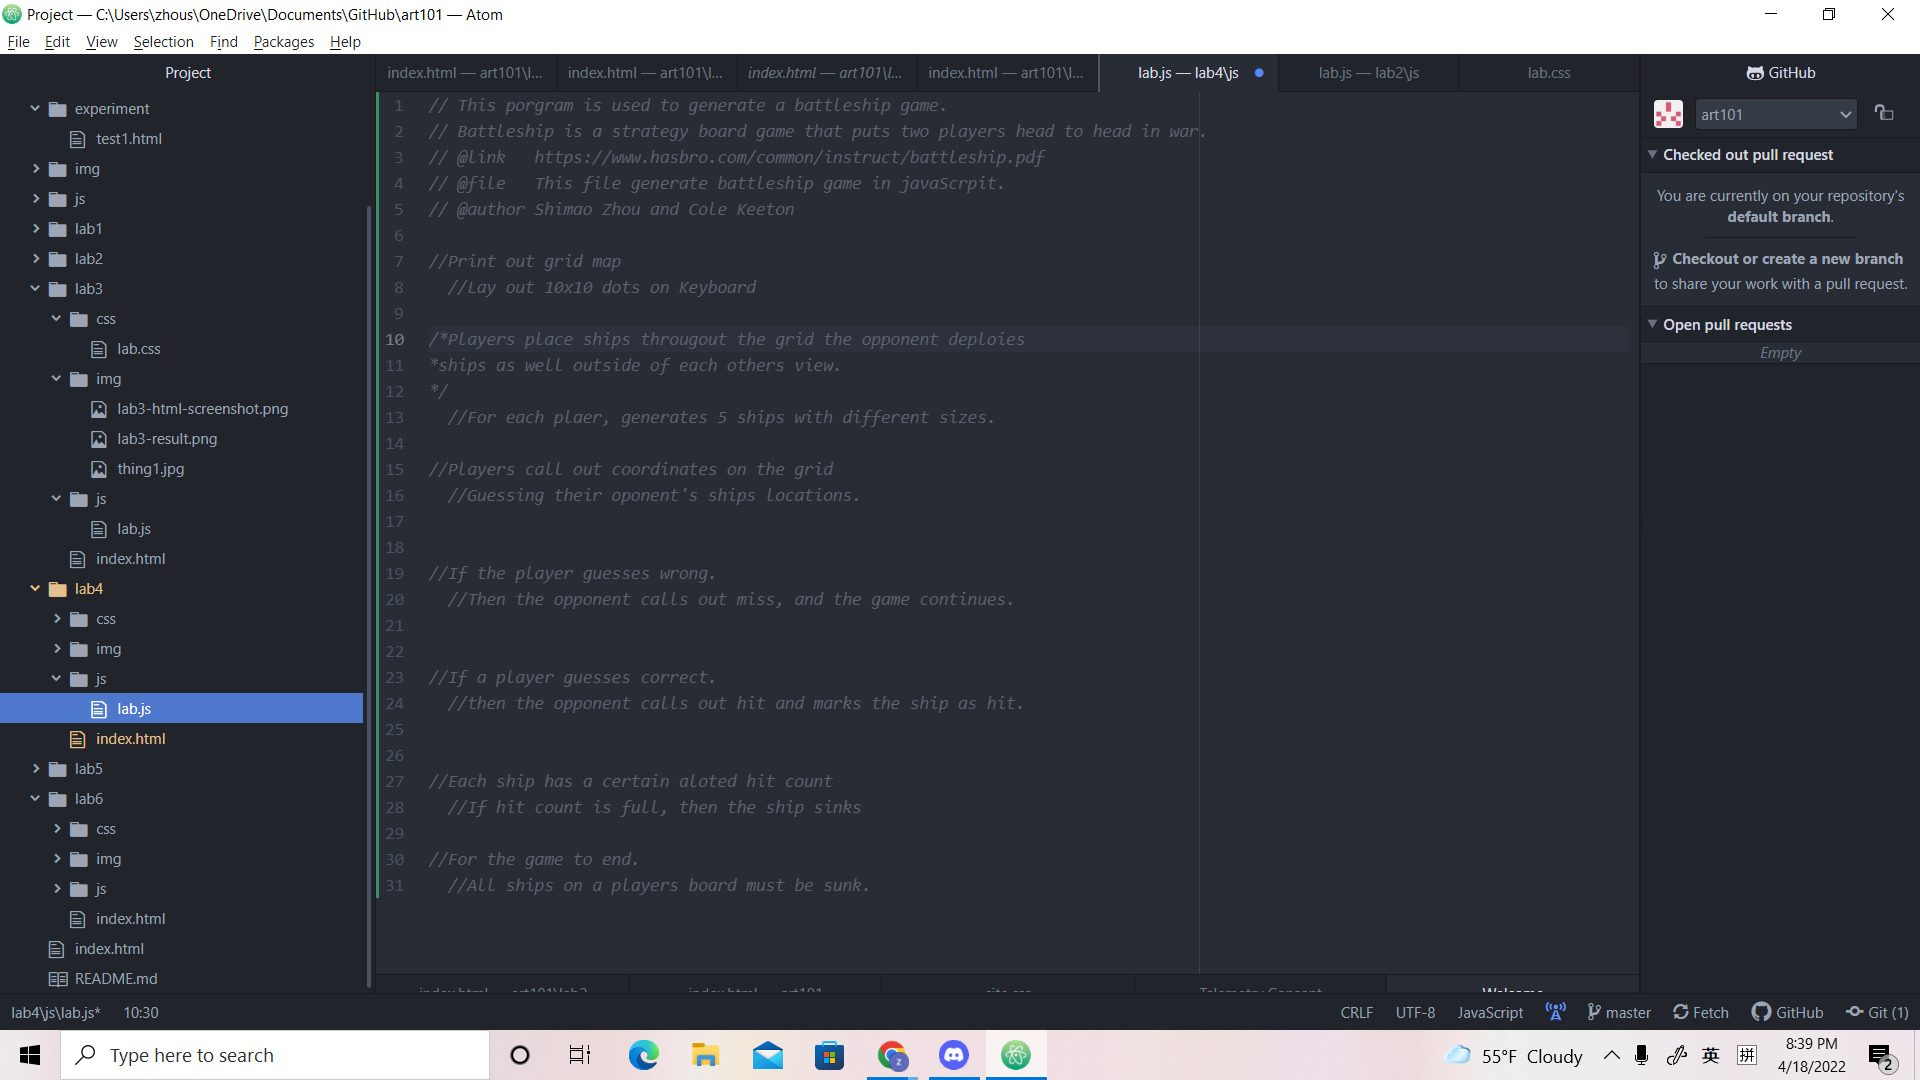 Project — C:\Users\zhous\OneDrive\Documents\GitHub\art101 — Atom
File Edit View Selection Find Packages Help
Project
experiment
test1.html
img
js
lab1
lab2
lab3
css
lab.css
img
lab3-html-screenshot.png
lab3-result.png
thing1.jpg
js
lab.js
index.html
lab4
css
img
js
lab.js
index.html
lab5
lab6
css
img
js
index.html
index.html
README.md
index.html — art101\l... index.html — art101\l... index.html — art101\l... index.html — art101\l... lab.js — lab4\js lab.js — lab2\js lab.css
1 // This porgram is used to generate a battleship game.
2 // Battleship is a strategy board game that puts two players head to head in war.
3 // @link https://www.hasbro.com/common/instruct/battleship.pdf
4 // @file This file generate battleship game in javaScrpit.
5 // @author Shimao Zhou and Cole Keeton
6
7 //Print out grid map
8 //Lay out 10x10 dots on Keyboard
9
10 /*Players place ships througout the grid the opponent deploies
11 *ships as well outside of each others view.
12 */
13 //For each plaer, generates 5 ships with different sizes.
14
15 //Players call out coordinates on the grid
16 //Guessing their oponent's ships locations.
17
18
19 //If the player guesses wrong.
20 //Then the opponent calls out miss, and the game continues.
21
22
23 //If a player guesses correct.
24 //then the opponent calls out hit and marks the ship as hit.
25
26
27 //Each ship has a certain aloted hit count
28 //If hit count is full, then the ship sinks
29
30 //For the game to end.
31 //All ships on a players board must be sunk.
index.html — art101\lab3 index.html — art101 site.css Telemetry Consent Welcome
GitHub
art101
Checked out pull request
You are currently on your repository's
default branch.
Checkout or create a new branch
to share your work with a pull request.
Open pull requests
Empty
lab4\js\lab.js* 10:30 CRLF UTF-8 JavaScript master Fetch GitHub Git (1)
Type here to search
55°F Cloudy
英
拼
8:39 PM
4/18/2022
2